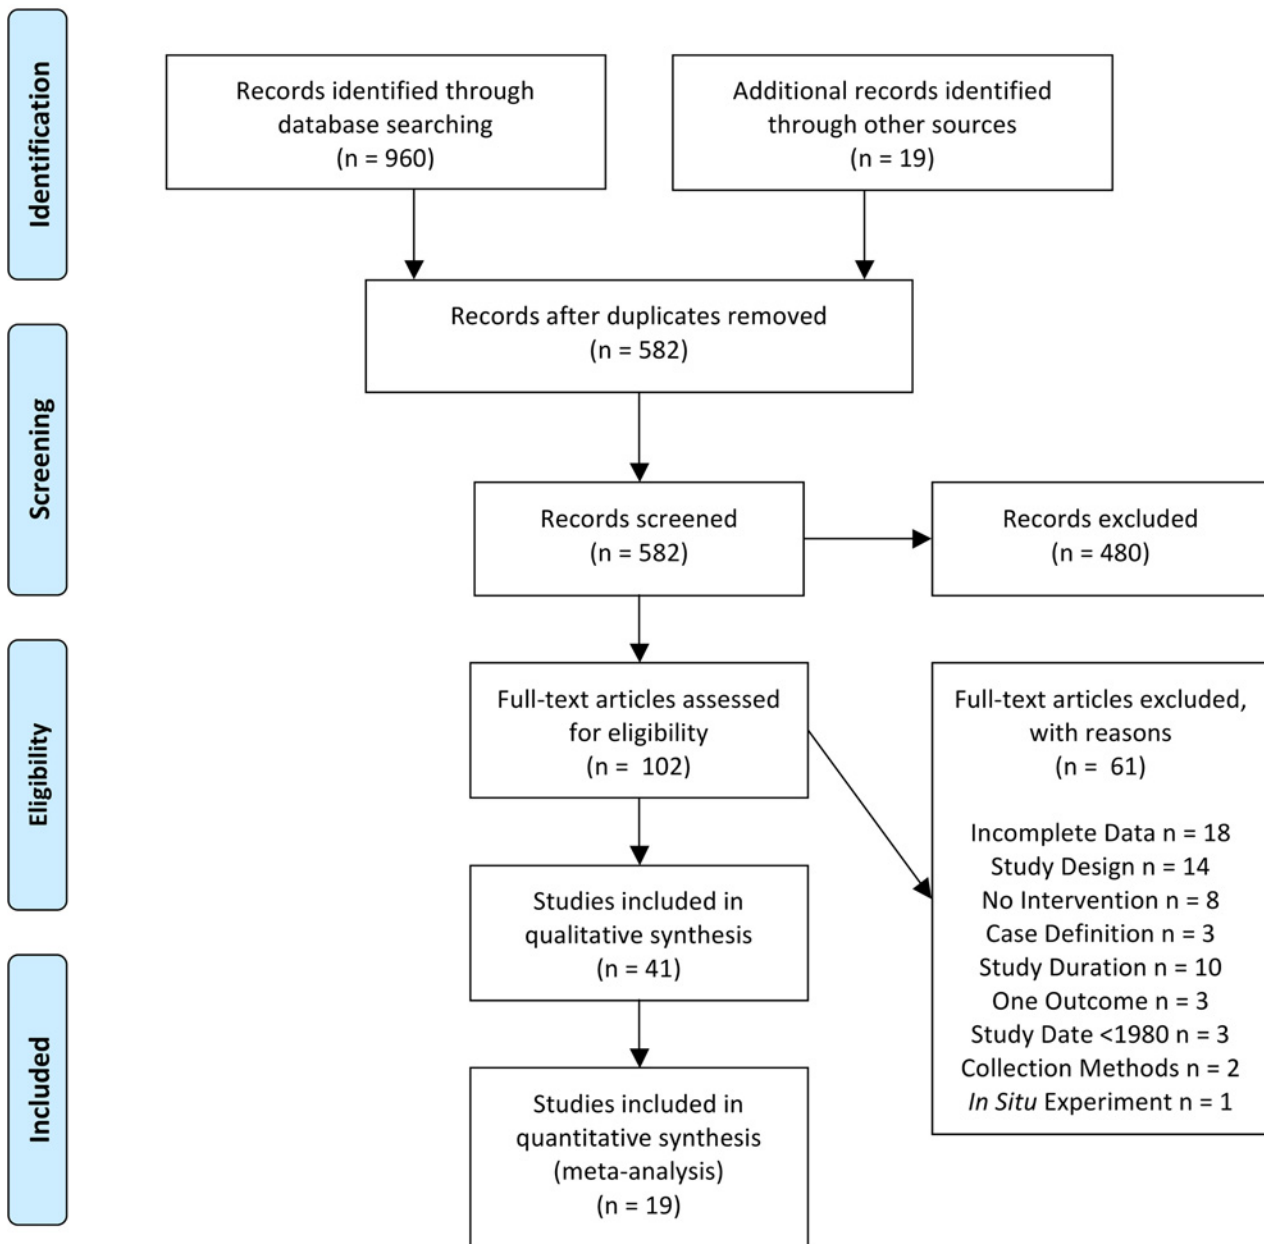 Identification
Records identified through
database searching
(n = 960)
Additional records identified
through other sources
(n = 19)
Records after duplicates removed
(n = 582)
Screening
Records screened
(n = 582)
Records excluded
(n = 480)
Eligibility
Full-text articles assessed
for eligibility
(n =  102)
Full-text articles excluded,
with reasons
(n =  61)
Incomplete Data n = 18
Study Design n = 14
No Intervention n = 8
Case Definition n = 3
Study Duration n = 10
One Outcome n = 3
Study Date <1980 n = 3
Collection Methods n = 2
In Situ Experiment n = 1
Studies included in
qualitative synthesis
(n = 41)
Included
Studies included in
quantitative synthesis
(meta-analysis)
(n = 19)